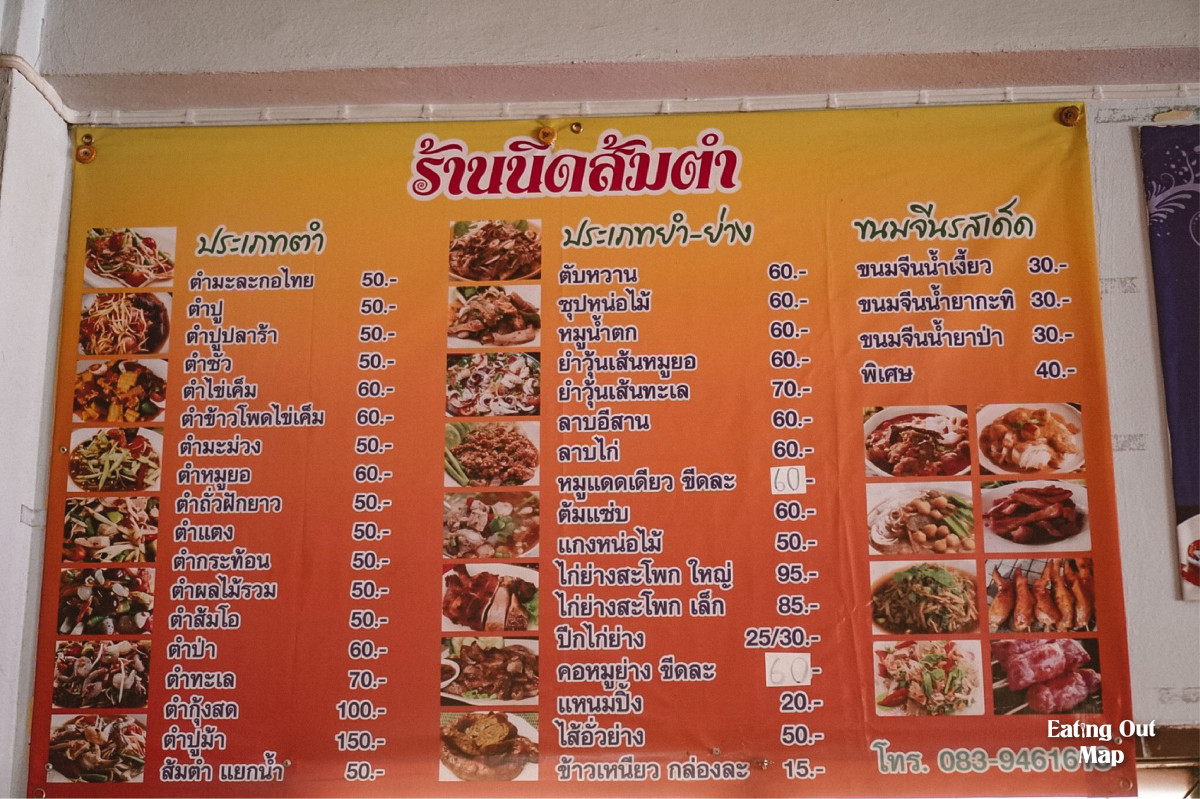 ร้านนิดส้มตำ
ประเภทตำ
ตำมะละกอไทย 50.-
ตำปู 50.-
ตำปูปลาร้า 50.-
ตำซั่ว 50.-
ตำไข่เค็ม 60.-
ตำข้าวโพดไข่เค็ม 60.-
ตำมะม่วง 50.-
ตำหมูยอ 60.-
ตำถั่วฝักยาว 50.-
ตำแตง 50.-
ตำกระท้อน 50.-
ตำผลไม้รวม 50.-
ตำส้มโอ 50.-
ตำป่า 60.-
ตำทะเล 70.-
ตำกุ้งสด 100.-
ตำปูม้า 150.-
ส้มตำ แยกน้ำ 50.-
ประเภทยำ-ย่าง
ตับหวาน 60.-
ซุปหน่อไม้ 60.-
หมูน้ำตก 60.-
ยำวุ้นเส้นหมูยอ 60.-
ยำวุ้นเส้นทะเล 70.-
ลาบอีสาน 60.-
ลาบไก่ 60.-
หมูแดดเดียว ขีดละ 60.-
ต้มแซ่บ 60.-
แกงหน่อไม้ 50.-
ไก่ย่างสะโพก ใหญ่ 95.-
ไก่ย่างสะโพก เล็ก 85.-
ปีกไก่ย่าง 25/30.-
คอหมูย่าง ขีดละ 60.-
แหนมปิ้ง 20.-
ไส้อั่วย่าง 50.-
ข้าวเหนียว กล่องละ 15.-
ขนมจีนรสเด็ด
ขนมจีนน้ำเงี้ยว 30.-
ขนมจีนน้ำยากะทิ 30.-
ขนมจีนน้ำยาป่า 30.-
พิเศษ 40.-
โทร.
Eating Out
Map